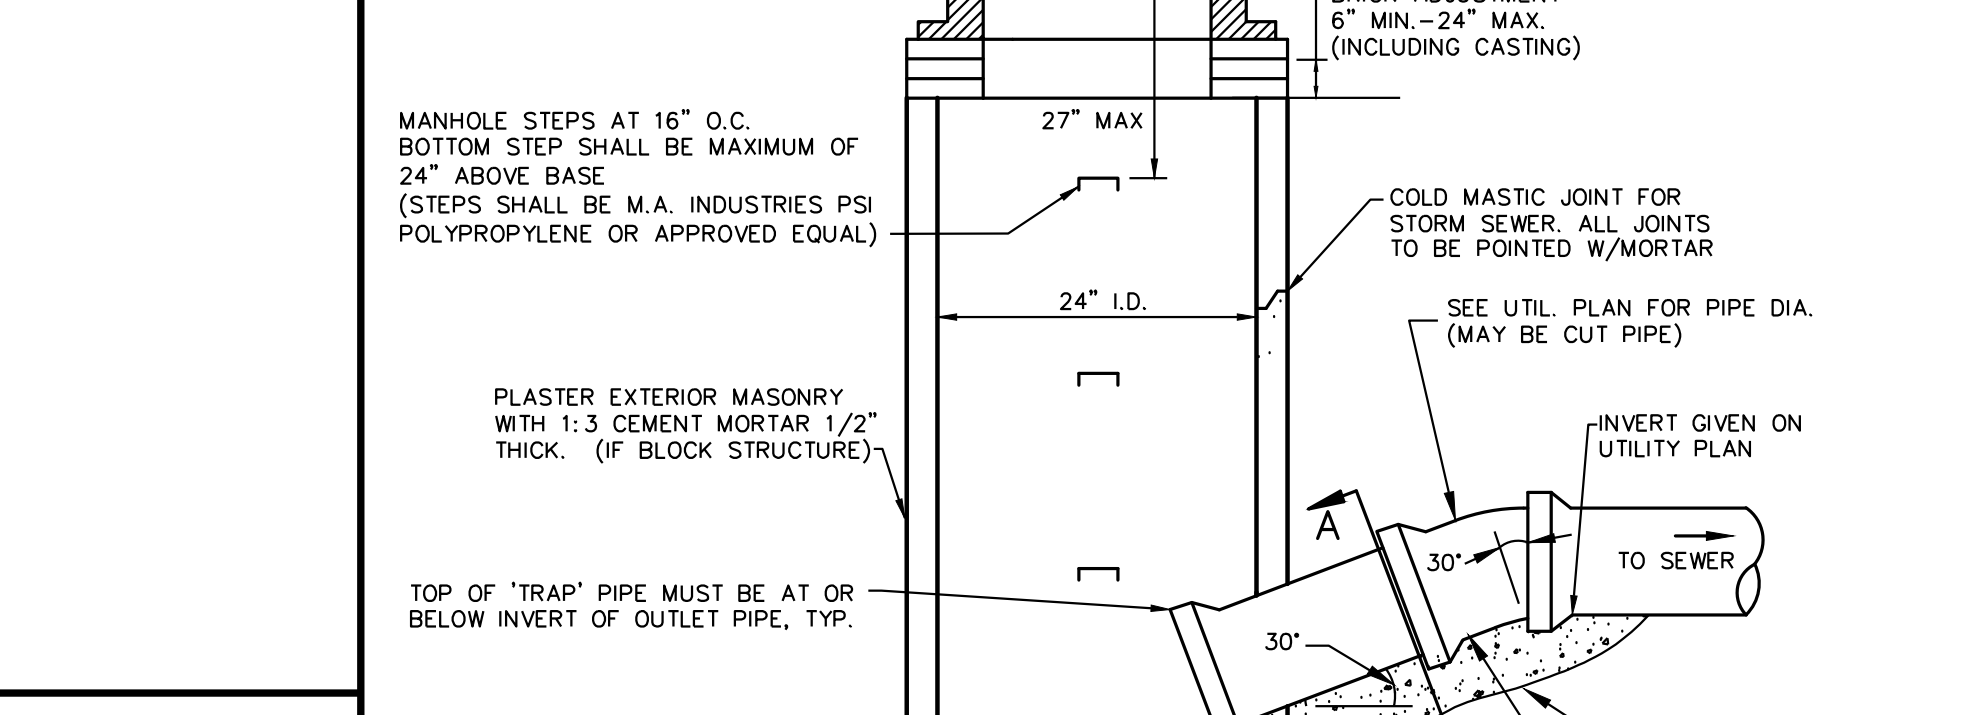 6" MIN.-24" MAX.
(INCLUDING CASTING)
MANHOLE STEPS AT 16" O.C.
BOTTOM STEP SHALL BE MAXIMUM OF
24" ABOVE BASE
(STEPS SHALL BE M.A. INDUSTRIES PSI
POLYPROPYLENE OR APPROVED EQUAL)
27" MAX
COLD MASTIC JOINT FOR
STORM SEWER. ALL JOINTS
TO BE POINTED W/MORTAR
24" I.D.
SEE UTIL. PLAN FOR PIPE DIA.
(MAY BE CUT PIPE)
PLASTER EXTERIOR MASONRY
WITH 1:3 CEMENT MORTAR 1/2"
THICK. (IF BLOCK STRUCTURE)
INVERT GIVEN ON
UTILITY PLAN
A
30°
TO SEWER
TOP OF 'TRAP' PIPE MUST BE AT OR
BELOW INVERT OF OUTLET PIPE, TYP.
30°